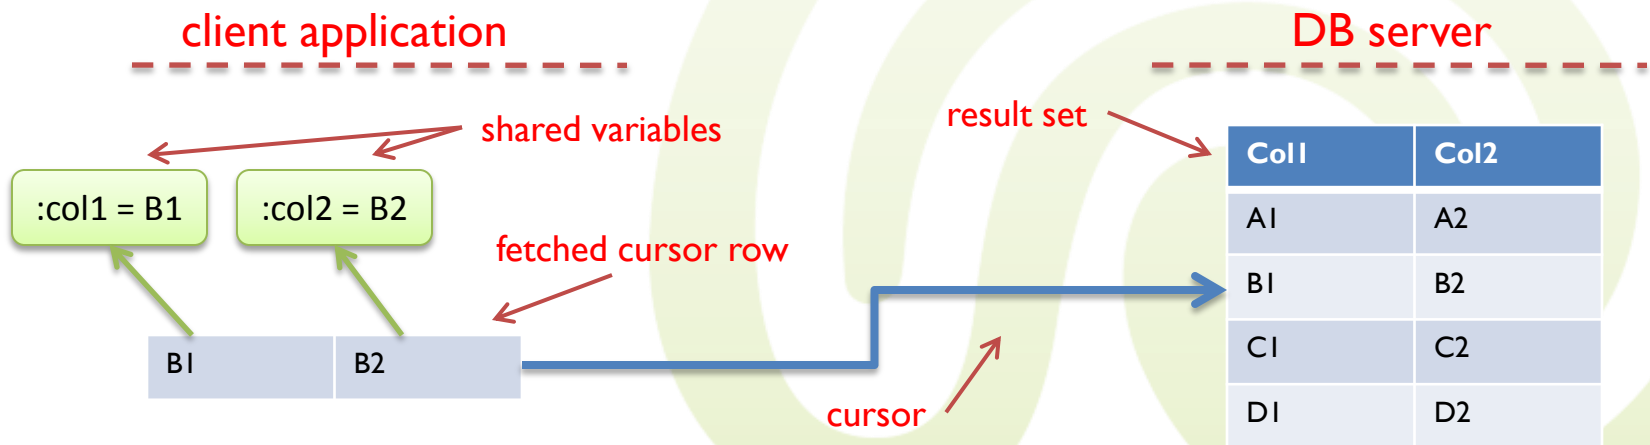 client application
DB server
shared variables
result set
:col1 = B1
:col2 = B2
Col1 Col2
A1 A2
fetched cursor row
B1 B2
B1 B2
C1 C2
cursor
D1 D2